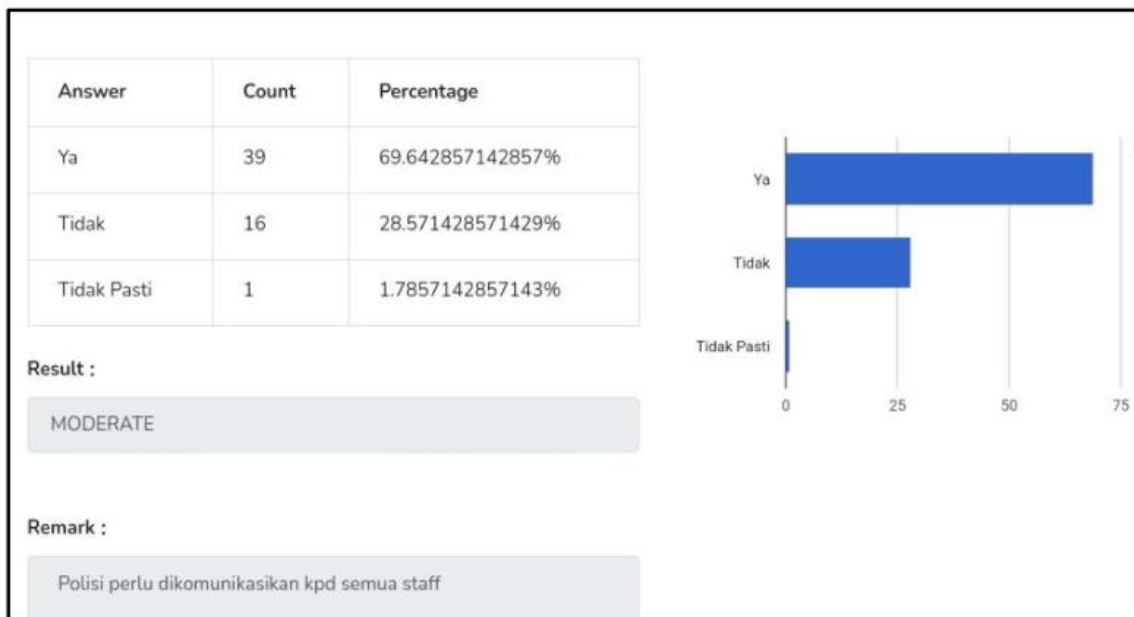 Answer Count Percentage
Ya 39 69.642857142857%
Tidak 16 28.571428571429%
Tidak Pasti 1 1.7857142857143%
Result :
MODERATE
Remark :
Polisi perlu dikomunikasikan kpd semua staff
Ya
Tidak
Tidak Pasti
0 25 50 75